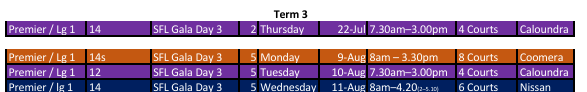 Term 3
Premier / Lg 1 14 SFL Gala Day 3 2 Thursday 22-Jul 7.30am–3.00pm 4 Courts Caloundra
Premier / Lg 1 14s SFL Gala Day 3 5 Monday 9-Aug 8am – 3.30pm 8 Courts Coomera
Premier / Lg 1 12 SFL Gala Day 3 5 Tuesday 10-Aug 7.30am–3.00pm 4 Courts Caloundra
Premier / lg 1 14 SFL Gala Day 3 5 Wednesday 11-Aug 8am–4.20(2–5.10) 6 Courts Nissan